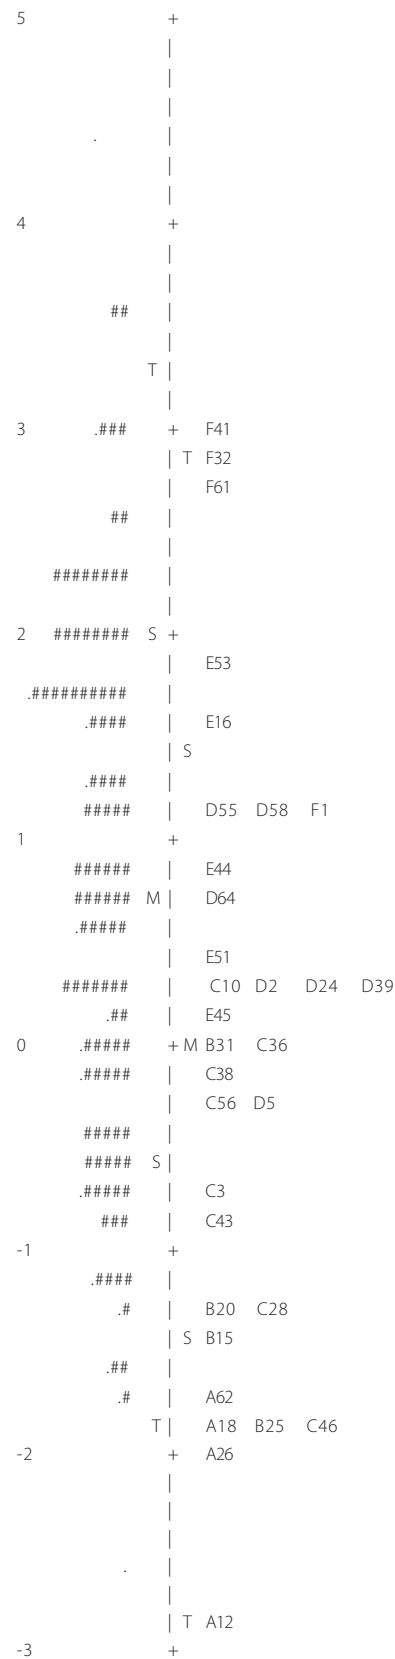 5 +
|
|
|
. |
|
|
4 +
|
|
## |
|
T |
|
3 .### + F41
| T F32
| F61
## |
|
######## |
|
2 ######## S +
| E53
.########## |
.#### | E16
| S
.#### |
##### | D55 D58 F1
1 +
###### | E44
###### M | D64
.##### |
| E51
####### | C10 D2 D24 D39
.## | E45
0 .##### + M B31 C36
.##### | C38
| C56 D5
##### |
##### S |
.##### | C3
### | C43
-1 +
.#### |
.# | B20 C28
| S B15
.## |
.# | A62
T | A18 B25 C46
-2 + A26
|
|
|
. |
|
| T A12
-3 +